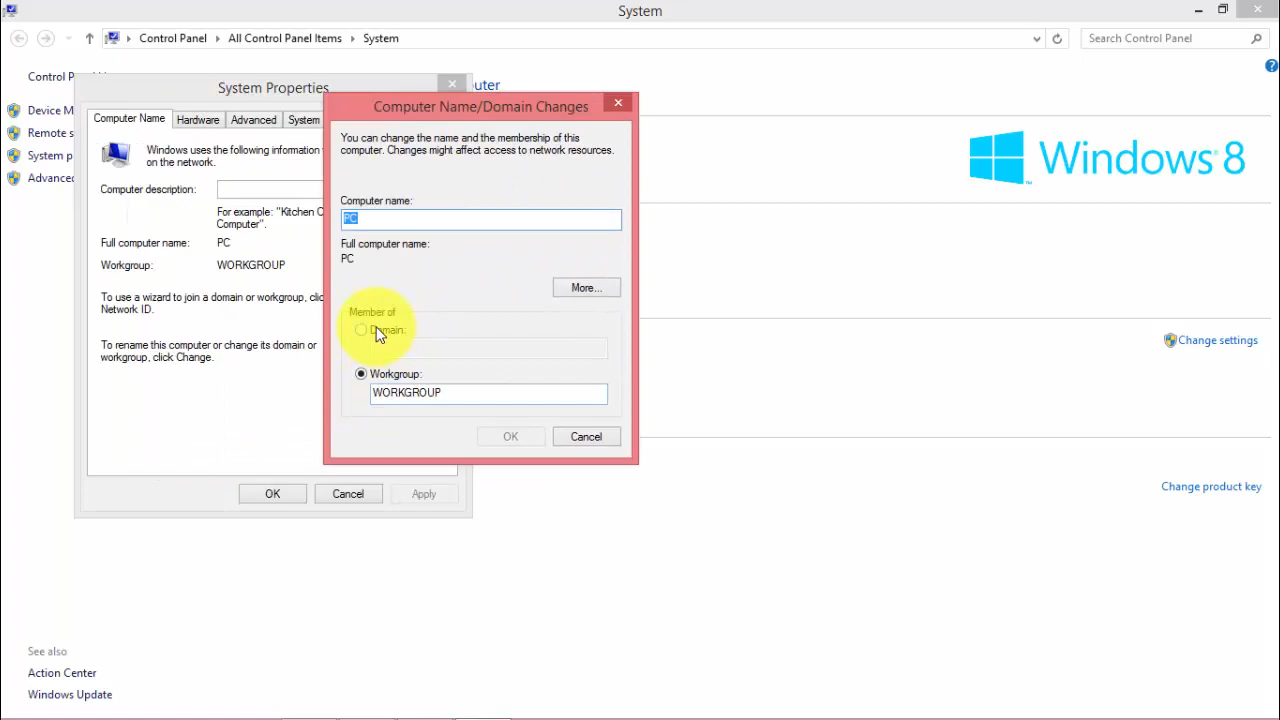 System
Control Panel
All Control Panel Items
System
Search Control Panel
Control P
Device M
Remote s
System p
Advanced
uter
Windows 8
Change settings
Change product key
See also
Action Center
Windows Update
System Properties
Computer Name
Hardware
Advanced
System
Windows uses the following information
on the network.
Computer description:
For example: "Kitchen C
Computer".
Full computer name:
PC
Workgroup:
WORKGROUP
To use a wizard to join a domain or workgroup, clic
Network ID.
To rename this computer or change its domain or
workgroup, click Change.
OK
Cancel
Apply
Computer Name/Domain Changes
You can change the name and the membership of this
computer. Changes might affect access to network resources.
Computer name:
PC
Full computer name:
PC
More...
Member of
Domain:
Workgroup:
WORKGROUP
OK
Cancel